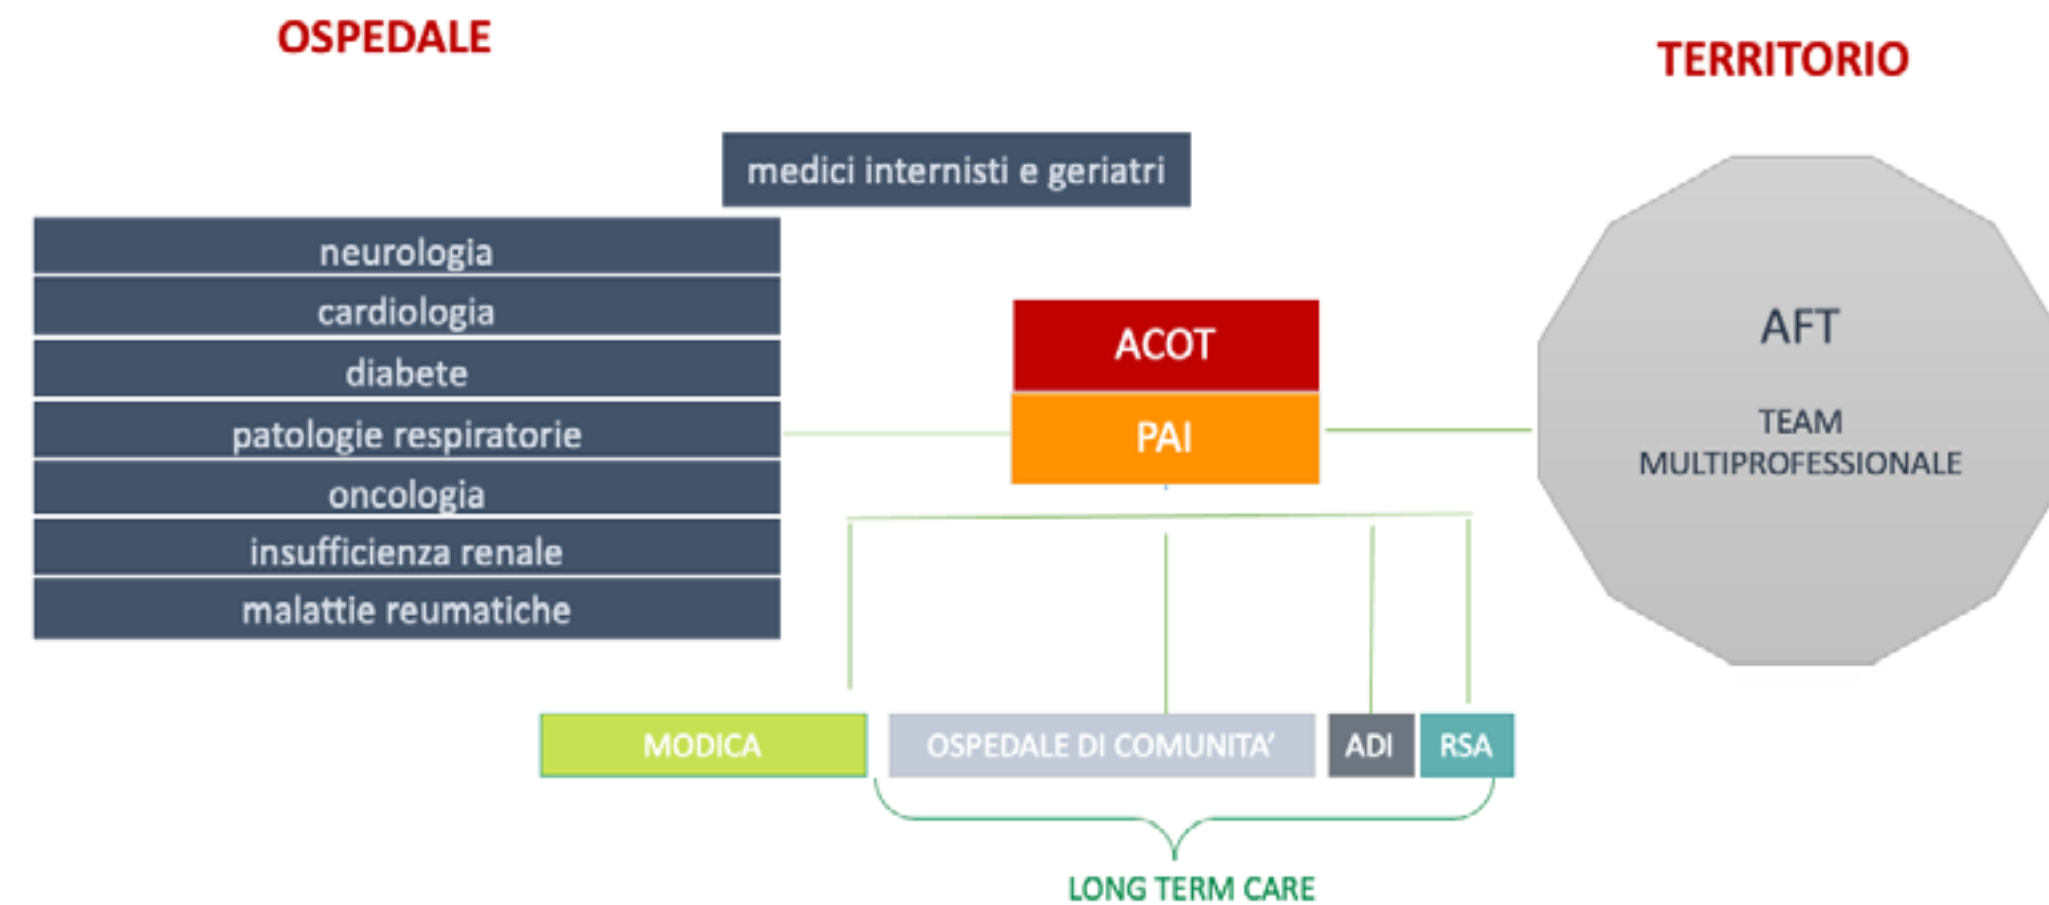 OSPEDALE
TERRITORIO
medici internisti e geriatri
neurologia
cardiologia
diabete
patologie respiratorie
oncologia
insufficienza renale
malattie reumatiche
ACOT
PAI
AFT
TEAM
MULTIPROFESSIONALE
MODICA
OSPEDALE DI COMUNITA’
ADI
RSA
LONG TERM CARE